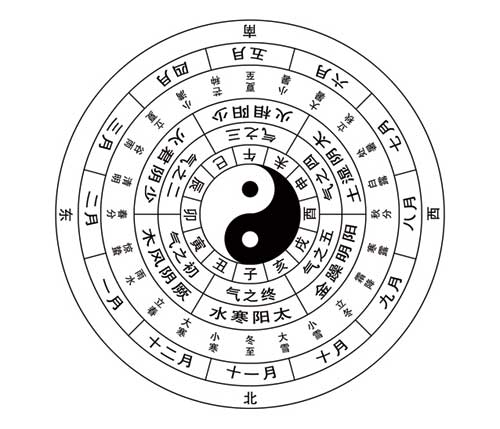 南
西
北
东
五月
六月
七月
八月
九月
十月
十一月
十二月
一月
二月
三月
四月
夏至
小暑
大暑
立秋
处暑
白露
秋分
寒露
霜降
立冬
小雪
大雪
冬至
小寒
大寒
立春
雨水
惊蛰
春分
清明
谷雨
立夏
小满
芒种
火相阳少
土湿阴太
金躁明阳
水寒阳太
木风阴厥
火君阴少
气之三
气之四
气之五
气之终
气之初
气之二
午
未
申
酉
戌
亥
子
丑
寅
卯
辰
巳